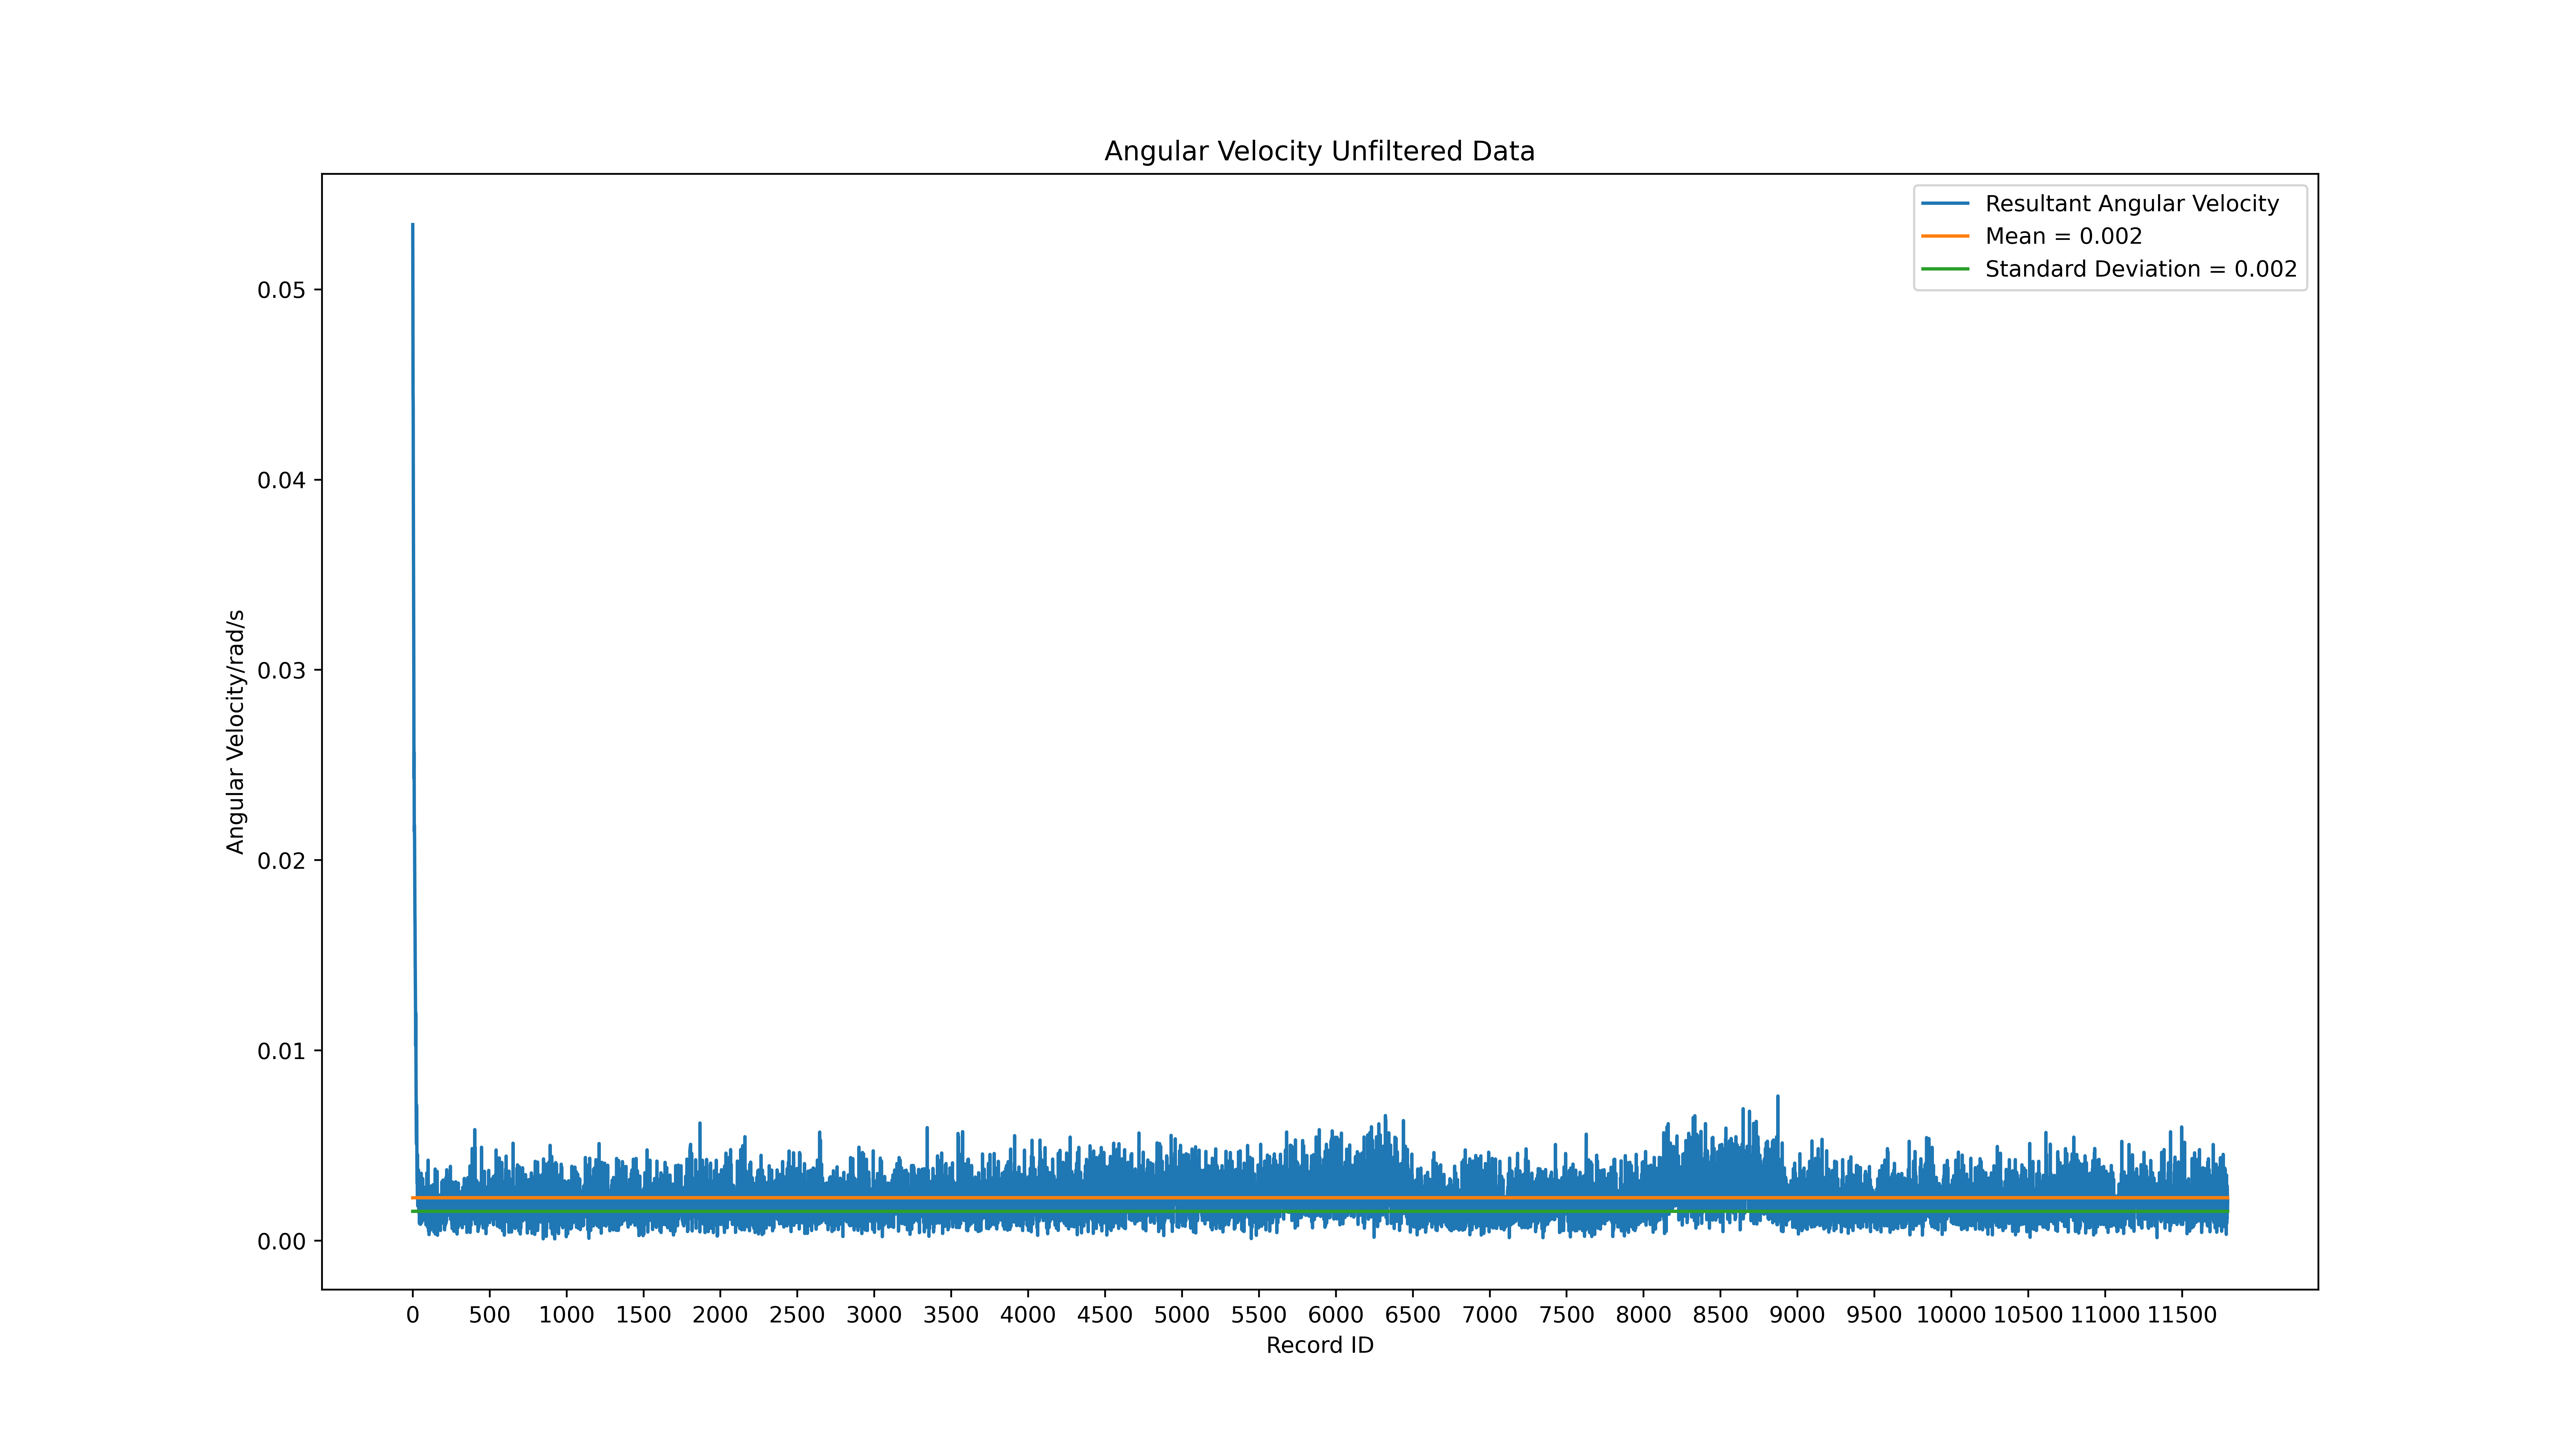 Angular Velocity Unfiltered Data
Resultant Angular Velocity
Mean = 0.002
Standard Deviation = 0.002
Angular Velocity/rad/s
0.05
0.04
0.03
0.02
0.01
0.00
0 500 1000 1500 2000 2500 3000 3500 4000 4500 5000 5500 6000 6500 7000 7500 8000 8500 9000 9500 10000 10500 11000 11500
Record ID